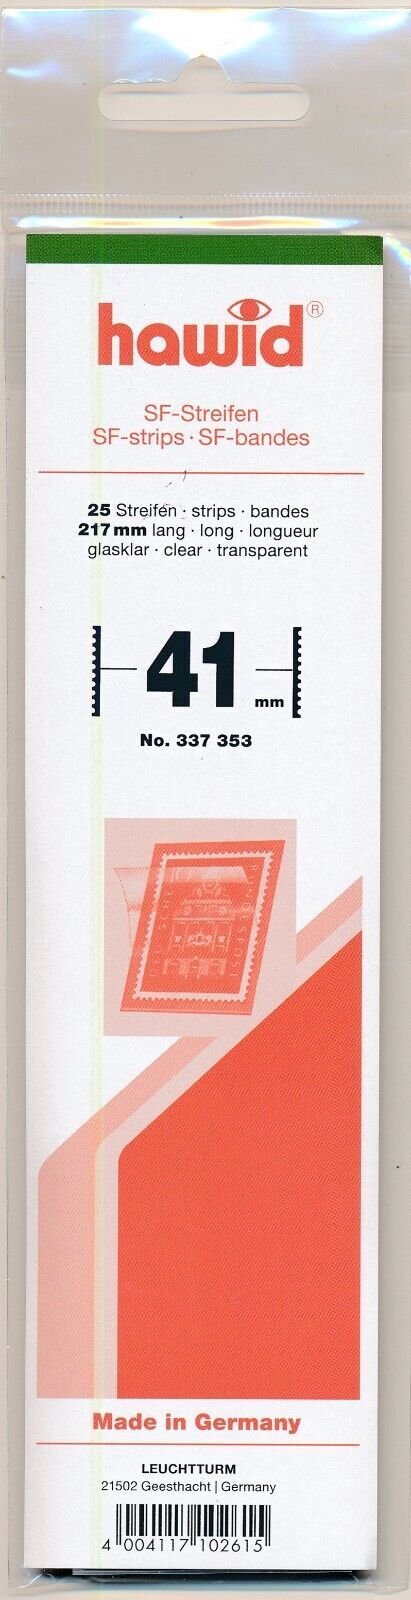 hawid®
SF-Streifen
SF-strips · SF-bandes
25 Streifen · strips · bandes
217 mm lang · long · longueur
glasklar · clear · transparent
41 mm
No. 337 353
Made in Germany
LEUCHTTURM
21502 Geesthacht | Germany
4 004117 102615